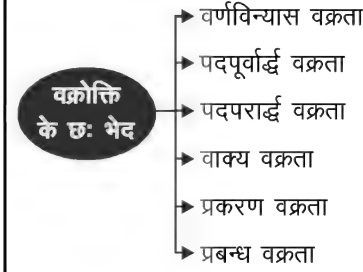 वक्रोक्ति
के छः भेद
वर्णविन्यास वक्रता
पदपूर्वार्द्ध वक्रता
पदपरार्द्ध वक्रता
वाक्य वक्रता
प्रकरण वक्रता
प्रबन्ध वक्रता